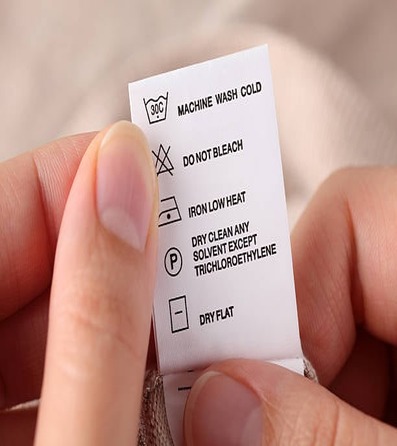 30C MACHINE WASH COLD
DO NOT BLEACH
IRON LOW HEAT
P DRY CLEAN ANY
SOLVENT EXCEPT
TRICHLOROETHYLENE
DRY FLAT